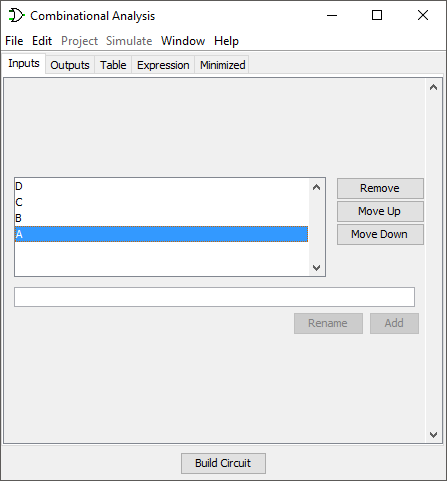 Combinational Analysis
File Edit Project Simulate Window Help
Inputs Outputs Table Expression Minimized
D
C
B
A
Remove
Move Up
Move Down
Rename Add
Build Circuit